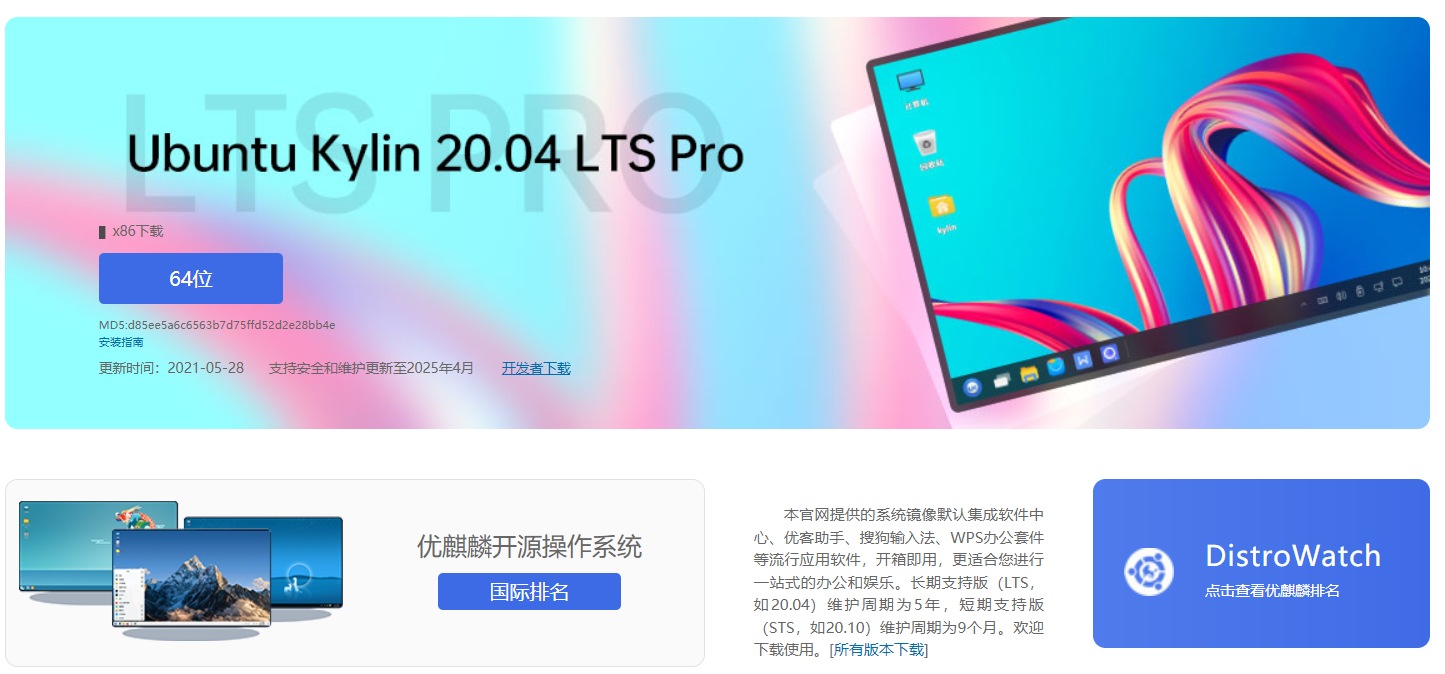 LTS PRO
Ubuntu Kylin 20.04 LTS Pro
x86下载
64位
MD5:d85ee5a6c6563b7d75ffd52d2e28bb4e
安装指南
更新时间：2021-05-28 支持安全和维护更新至2025年4月 开发者下载
计算机
回收站
kylin
优麒麟开源操作系统
国际排名
本官网提供的系统镜像默认集成软件中
心、优客助手、搜狗输入法、WPS办公套件
等流行应用软件，开箱即用，更适合您进行
一站式的办公和娱乐。长期支持版（LTS，
如20.04）维护周期为5年，短期支持版
（STS，如20.10）维护周期为9个月。欢迎
下载使用。[所有版本下载]
DistroWatch
点击查看优麒麟排名